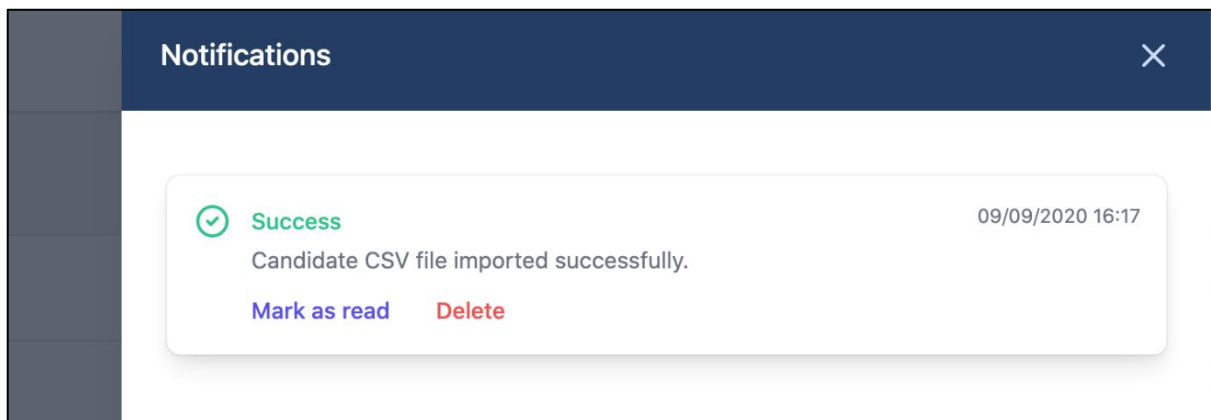 Notifications
Success
09/09/2020 16:17
Candidate CSV file imported successfully.
Mark as read Delete